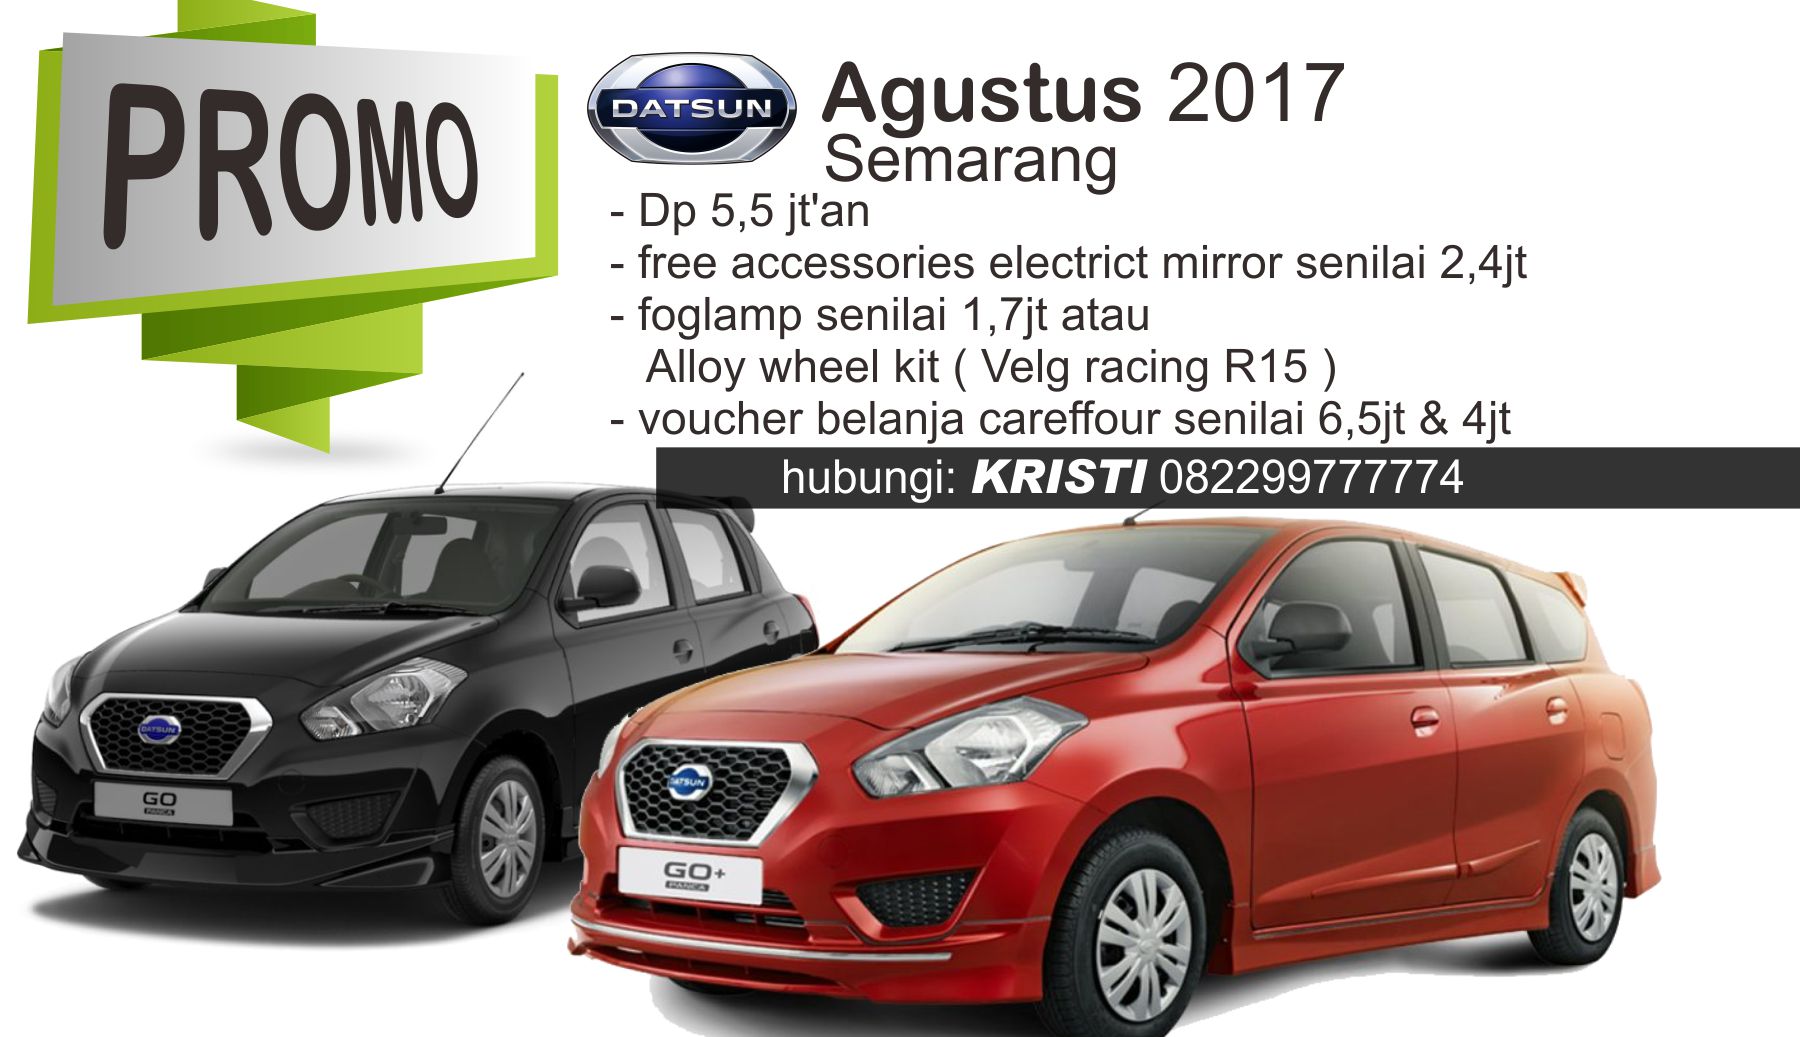 PROMO
DATSUN
Agustus 2017
Semarang
- Dp 5,5 jt'an
- free accessories electrict mirror senilai 2,4jt
- foglamp senilai 1,7jt atau
Alloy wheel kit ( Velg racing R15 )
- voucher belanja careffour senilai 6,5jt & 4jt
hubungi: KRISTI 082299777774
DATSUN
GO
PANCA
DATSUN
GO+
PANCA